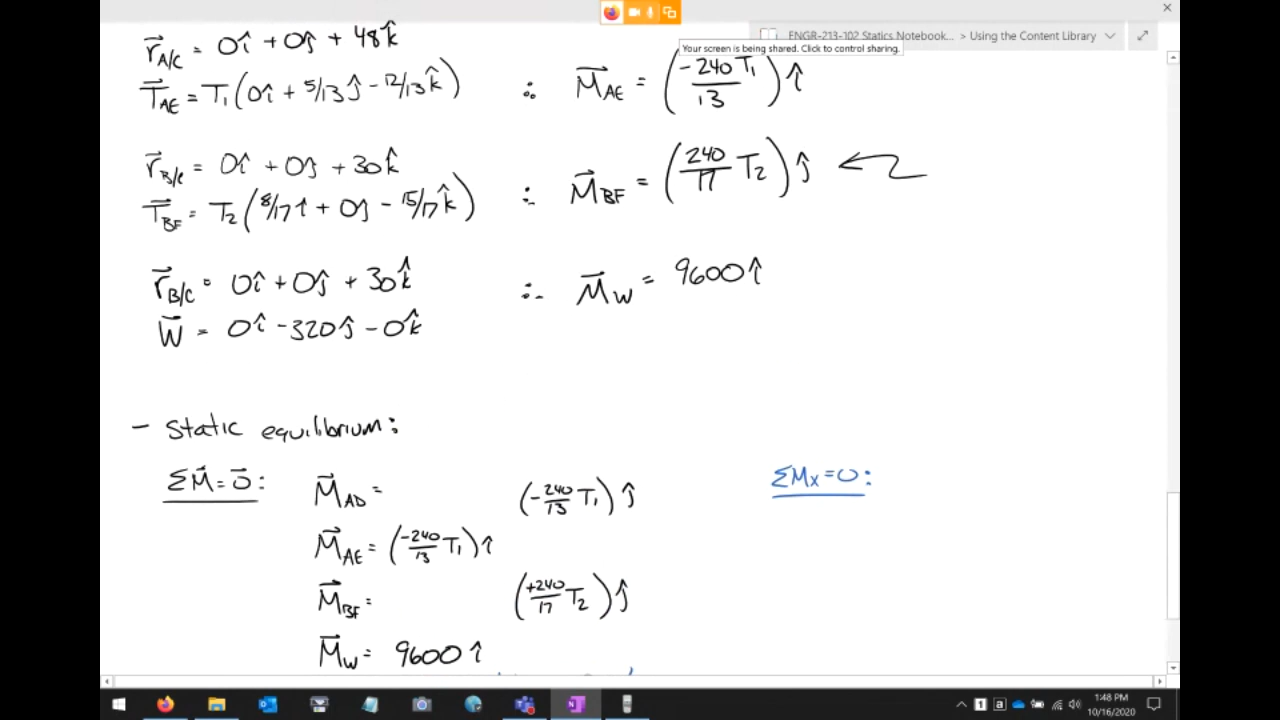 ENGR-213-102 Statics Notebook... > Using the Content Library
Your screen is being shared. Click to control sharing.
r⃗A/C = 0î + 0ĵ + 48k̂
T⃗AE = T₁(0î + 5/13ĵ - 12/13k̂) ∴ M⃗AE = (-240T₁/13)î
r⃗B/C = 0î + 0ĵ + 30k̂
T⃗BF = T₂(8/17î + 0ĵ - 15/17k̂) ∴ M⃗BF = (240/17 T₂)ĵ
r⃗B/C = 0î + 0ĵ + 30k̂
W⃗ = 0î - 320ĵ - 0k̂ ∴ M⃗W = 9600î
- Static equilibrium:
ΣM⃗ = 0⃗: M⃗AD = (-240/13 T₁)ĵ
M⃗AE = (-240/13 T₁)î
M⃗BF = (+240/17 T₂)ĵ
M⃗W = 9600î
ΣMx = 0:
1:48 PM
10/16/2020